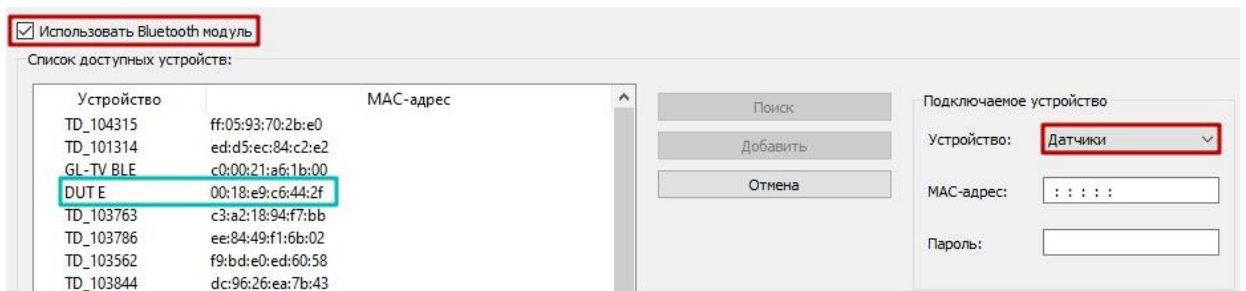 Использовать Bluetooth модуль
Список доступных устройств:
Устройство MAC-адрес
TD_104315 ff:05:93:70:2b:e0
TD_101314 ed:d5:ec:84:c2:e2
GL-TV BLE c0:00:21:a6:1b:00
DUT E 00:18:e9:c6:44:2f
TD_103763 c3:a2:18:94:f7:bb
TD_103786 ee:84:49:f1:6b:02
TD_103562 f9:bd:e0:ed:60:58
TD_103844 dc:96:26:ea:7b:43
Поиск
Добавить
Отмена
Подключаемое устройство
Устройство: Датчики
MAC-адрес: : : : : :
Пароль: